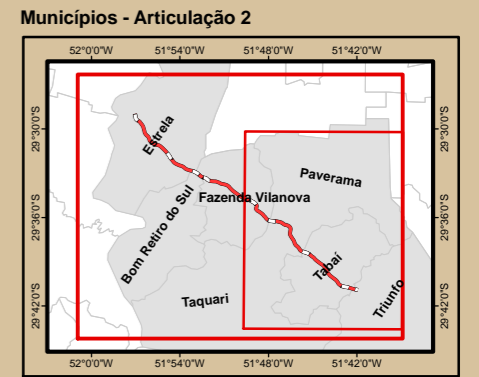 Municípios - Articulação 2
52°0'0"W 51°54'0"W 51°48'0"W 51°42'0"W
29°30'0"S 29°30'0"S
Estrela
Paverama
Fazenda Vilanova
29°36'0"S 29°36'0"S
Bom Retiro do Sul
Tabaí
Taquari
Triunfo
29°42'0"S 29°42'0"S
52°0'0"W 51°54'0"W 51°48'0"W 51°42'0"W